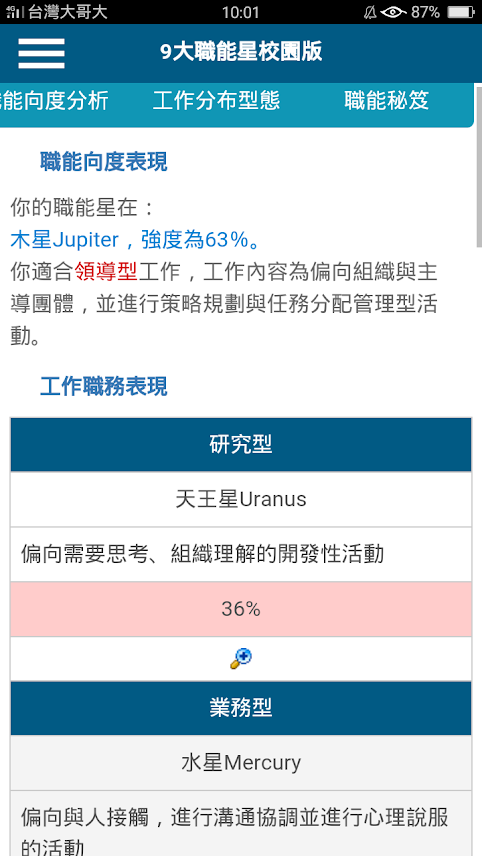 4G 台灣大哥大 10:01 87%
9大職能星校園版
能向度分析 工作分布型態 職能秘笈
職能向度表現
你的職能星在：
木星Jupiter，強度為63%。
你適合領導型工作，工作內容為偏向組織與主
導團體，並進行策略規劃與任務分配管理型活
動。
工作職務表現
研究型
天王星Uranus
偏向需要思考、組織理解的開發性活動
36%
業務型
水星Mercury
偏向與人接觸，進行溝通協調並進行心理說服
的活動